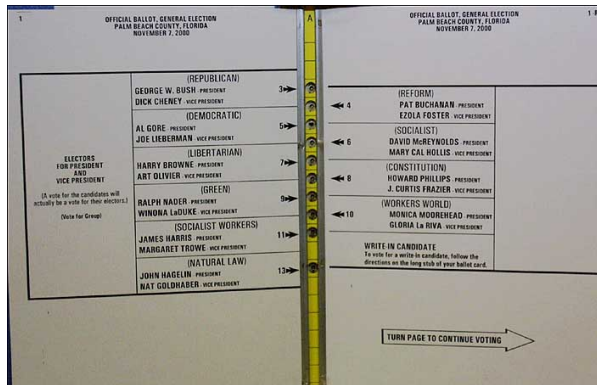 1
OFFICIAL BALLOT, GENERAL ELECTION
PALM BEACH COUNTY, FLORIDA
NOVEMBER 7, 2000
A
OFFICIAL BALLOT, GENERAL ELECTION
PALM BEACH COUNTY, FLORIDA
NOVEMBER 7, 2000
1
ELECTORS
FOR PRESIDENT
AND
VICE PRESIDENT
(A vote for the candidates will
actually be a vote for their electors.)
(Vote for Group)
(REPUBLICAN)
GEORGE W. BUSH - PRESIDENT
DICK CHENEY - VICE PRESIDENT
3
(DEMOCRATIC)
AL GORE - PRESIDENT
JOE LIEBERMAN - VICE PRESIDENT
5
(LIBERTARIAN)
HARRY BROWNE - PRESIDENT
ART OLIVIER - VICE PRESIDENT
7
(GREEN)
RALPH NADER - PRESIDENT
WINONA LaDUKE - VICE PRESIDENT
9
(SOCIALIST WORKERS)
JAMES HARRIS - PRESIDENT
MARGARET TROWE - VICE PRESIDENT
11
(NATURAL LAW)
JOHN HAGELIN - PRESIDENT
NAT GOLDHABER - VICE PRESIDENT
13
(REFORM)
4 PAT BUCHANAN - PRESIDENT
EZOLA FOSTER - VICE PRESIDENT
(SOCIALIST)
6 DAVID McREYNOLDS - PRESIDENT
MARY CAL HOLLIS - VICE PRESIDENT
(CONSTITUTION)
8 HOWARD PHILLIPS - PRESIDENT
J. CURTIS FRAZIER - VICE PRESIDENT
(WORKERS WORLD)
10 MONICA MOOREHEAD - PRESIDENT
GLORIA La RIVA - VICE PRESIDENT
WRITE-IN CANDIDATE
To vote for a write-in candidate, follow the
directions on the long stub of your ballot card.
TURN PAGE TO CONTINUE VOTING